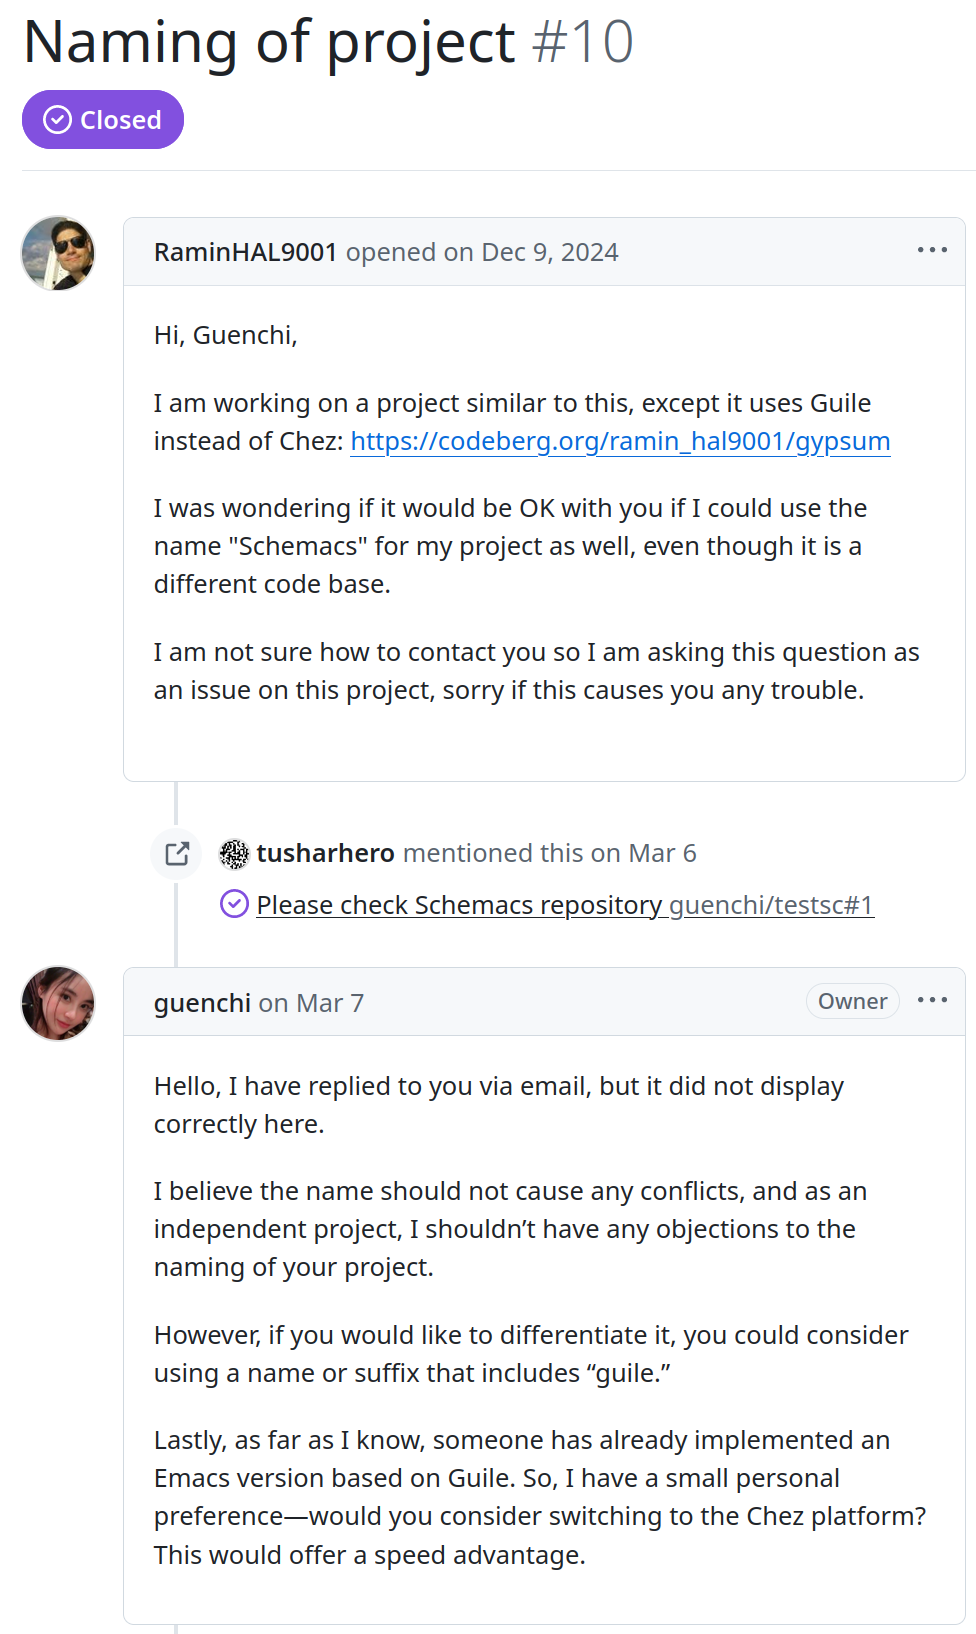 Naming of project #10
Closed
RaminHAL9001 opened on Dec 9, 2024
Hi, Guenchi,
I am working on a project similar to this, except it uses Guile
instead of Chez: https://codeberg.org/ramin_hal9001/gypsum
I was wondering if it would be OK with you if I could use the
name "Schemacs" for my project as well, even though it is a
different code base.
I am not sure how to contact you so I am asking this question as
an issue on this project, sorry if this causes you any trouble.
tusharhero mentioned this on Mar 6
Please check Schemacs repository guenchi/testsc#1
guenchi on Mar 7
Owner
Hello, I have replied to you via email, but it did not display
correctly here.
I believe the name should not cause any conflicts, and as an
independent project, I shouldn’t have any objections to the
naming of your project.
However, if you would like to differentiate it, you could consider
using a name or suffix that includes “guile.”
Lastly, as far as I know, someone has already implemented an
Emacs version based on Guile. So, I have a small personal
preference—would you consider switching to the Chez platform?
This would offer a speed advantage.